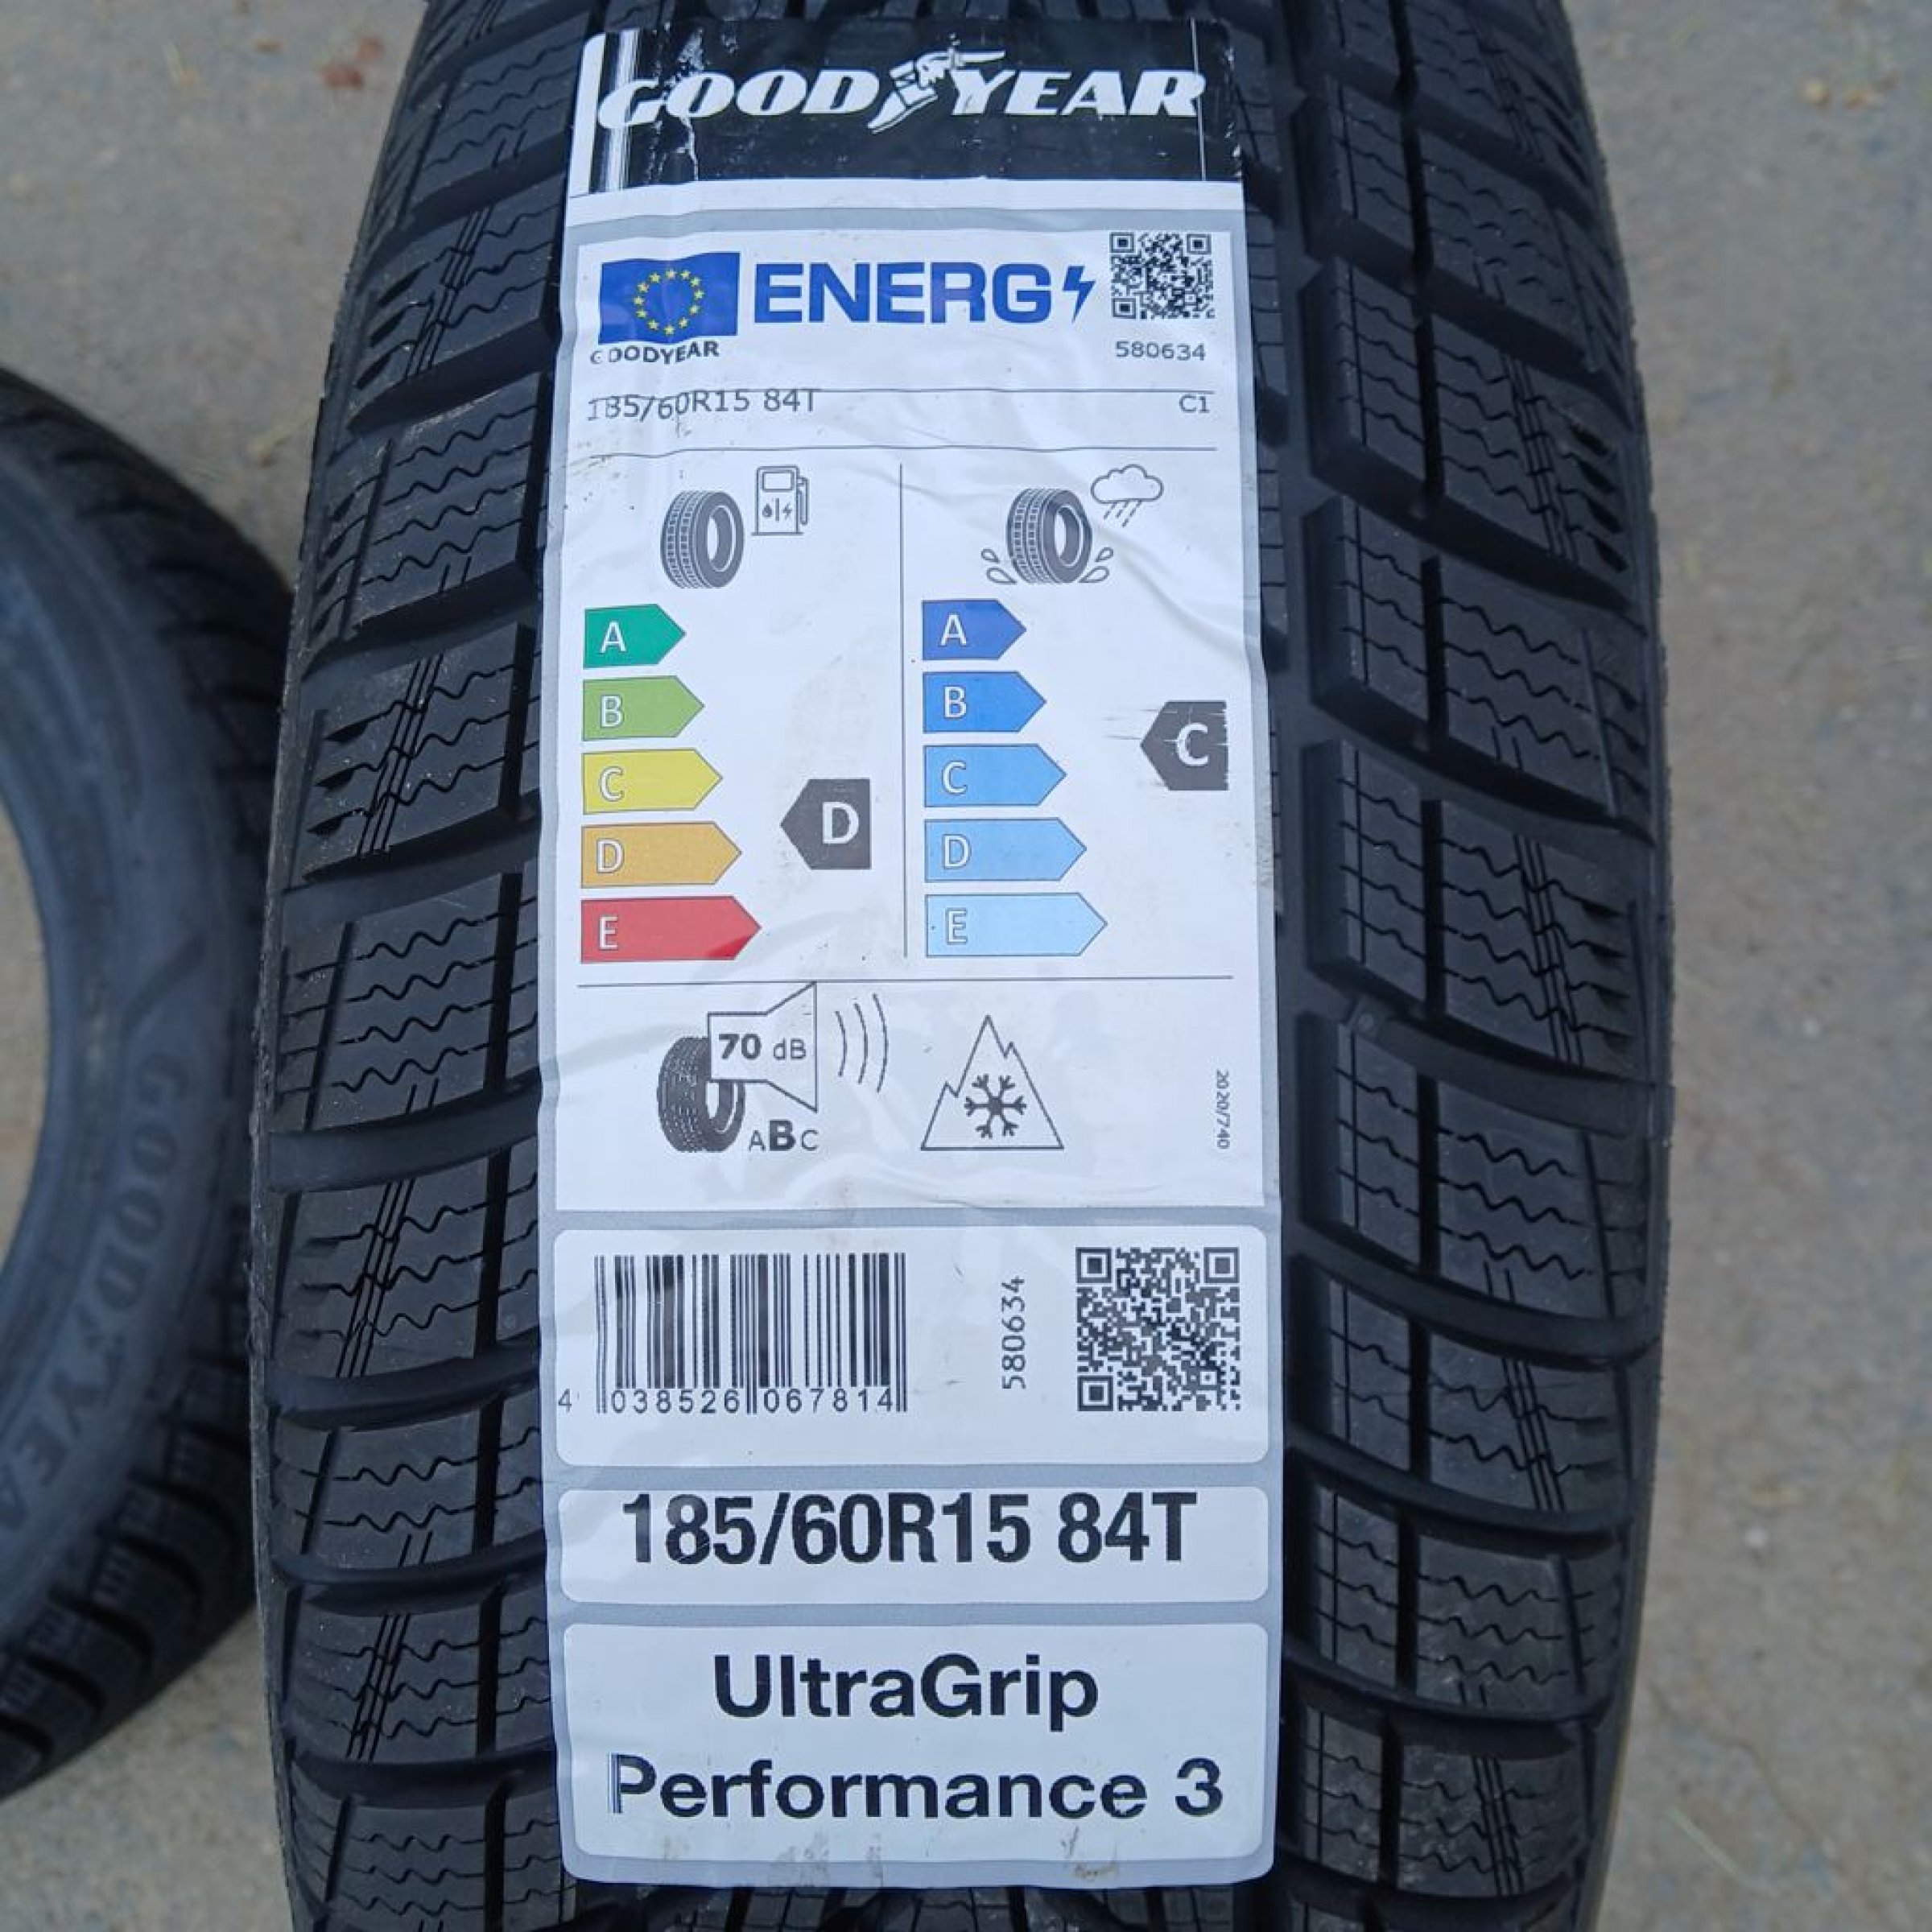 GOODYEAR
ENERG
GOODYEAR
580634
185/60R15 84T
C1
A
B
C
D
E
D
A
B
C
D
E
C
70 dB
ABC
2020/740
4 038526 067814
580634
185/60R15 84T
UltraGrip
Performance 3
GOODYEA